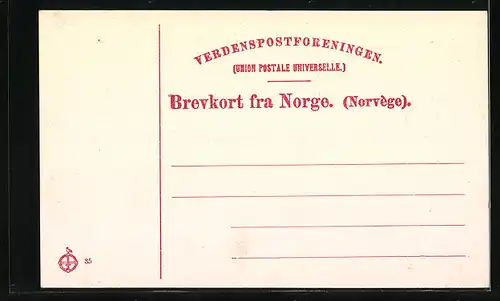 VERDENSPOSTFORENINGEN.
(UNION POSTALE UNIVERSELLE.)
Brevkort fra Norge. (Norvège).
35